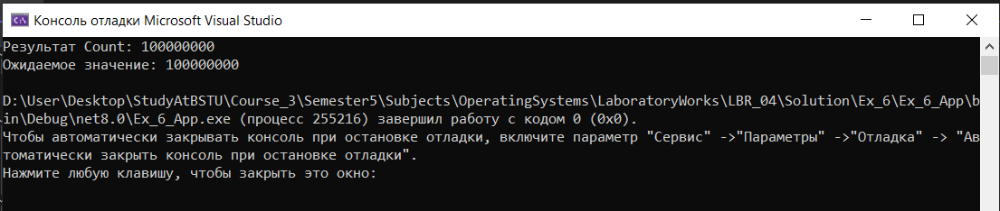 Консоль отладки Microsoft Visual Studio
Результат Count: 100000000
Ожидаемое значение: 100000000
D:\User\Desktop\StudyAtBSTU\Course_3\Semester5\Subjects\OperatingSystems\LaboratoryWorks\LBR_04\Solution\Ex_6\Ex_6_App\b
in\Debug\net8.0\Ex_6_App.exe (процесс 255216) завершил работу с кодом 0 (0x0).
Чтобы автоматически закрывать консоль при остановке отладки, включите параметр "Сервис" ->"Параметры" ->"Отладка" -> "Ав
томатически закрыть консоль при остановке отладки".
Нажмите любую клавишу, чтобы закрыть это окно: